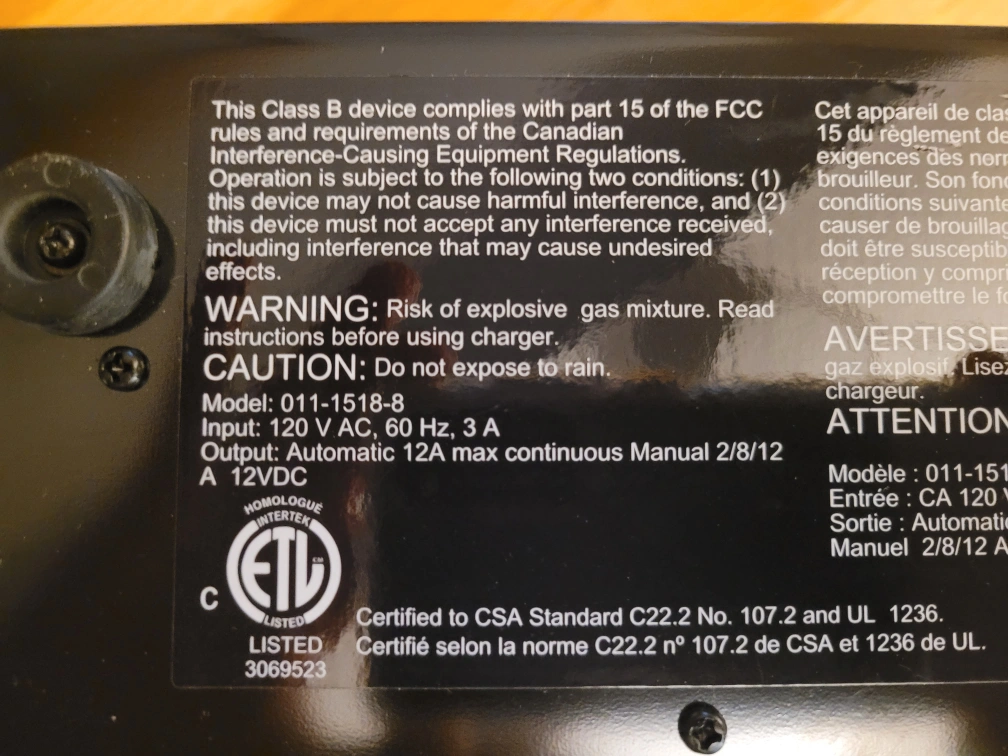 This Class B device complies with part 15 of the FCC
rules and requirements of the Canadian
Interference-Causing Equipment Regulations.
Operation is subject to the following two conditions: (1)
this device may not cause harmful interference, and (2)
this device must not accept any interference received,
including interference that may cause undesired
effects.
WARNING: Risk of explosive gas mixture. Read
instructions before using charger.
CAUTION: Do not expose to rain.
Model: 011-1518-8
Input: 120 V AC, 60 Hz, 3 A
Output: Automatic 12A max continuous Manual 2/8/12
A 12VDC
HOMOLOGUÉ
INTERTEK
ETL
C
LISTED
LISTED
3069523
Certified to CSA Standard C22.2 No. 107.2 and UL 1236.
Certifié selon la norme C22.2 nº 107.2 de CSA et 1236 de UL.
Cet appareil de cla
15 du règlement de
exigences des nor
brouilleur. Son fon
conditions suivante
causer de brouillag
doit être susceptib
réception y compr
compromettre le f
AVERTISSE
gaz explosif. Lisez
chargeur.
ATTENTION
Modèle : 011-151
Entrée : CA 120
Sortie : Automati
Manuel 2/8/12 A